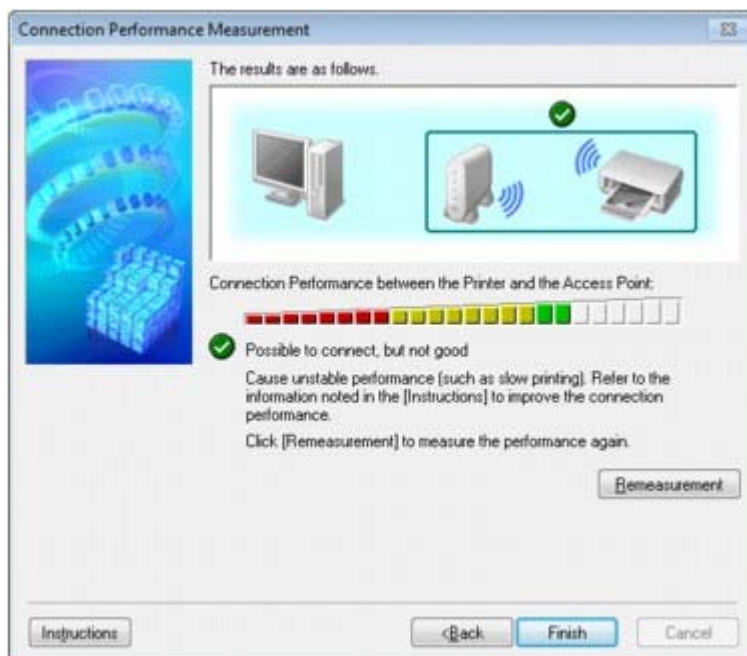 Connection Performance Measurement
The results are as follows.
Connection Performance between the Printer and the Access Point:
Possible to connect, but not good
Cause unstable performance (such as slow printing). Refer to the
information noted in the [Instructions] to improve the connection
performance.
Click [Remeasurement] to measure the performance again.
Remeasurement
Instructions
<Back
Finish
Cancel